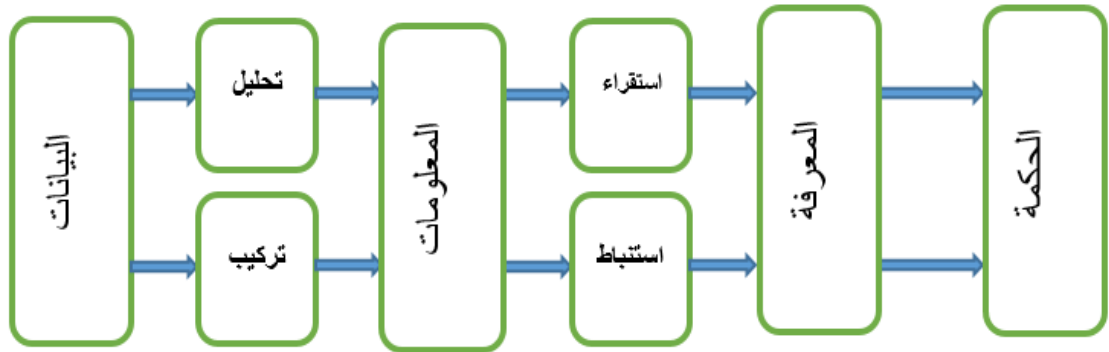 البيانات
تحليل
تركيب
المعلومات
استقراء
استنباط
المعرفة
الحكمة